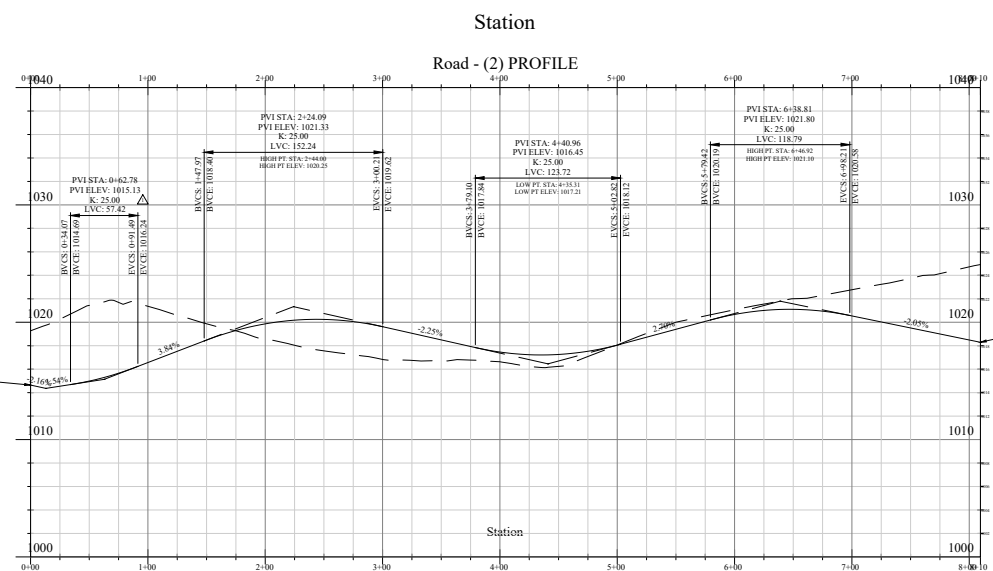 Station
Road - (2) PROFILE
0+00
1+00
2+00
3+00
4+00
5+00
6+00
7+00
1040
1040
PVI STA: 0+62.78
PVI ELEV: 1015.13
K: 25.00
LVC: 57.42
BVCS: 0+34.07
BVCE: 1014.69
EVCS: 0+91.49
EVCE: 1016.24
PVI STA: 2+24.09
PVI ELEV: 1021.33
K: 25.00
LVC: 152.24
HIGH PT. STA: 2+44.00
HIGH PT ELEV: 1020.25
BVCS: 1+47.97
BVCE: 1018.40
EVCS: 3+00.21
EVCE: 1019.62
PVI STA: 4+40.96
PVI ELEV: 1016.45
K: 25.00
LVC: 123.72
LOW PT. STA: 4+35.31
LOW PT ELEV: 1017.21
BVCS: 3+79.10
BVCE: 1017.84
EVCS: 5+02.82
EVCE: 1018.12
PVI STA: 6+38.81
PVI ELEV: 1021.80
K: 25.00
LVC: 118.79
HIGH PT. STA: 6+46.92
HIGH PT ELEV: 1021.10
BVCS: 5+79.42
BVCE: 1020.19
EVCS: 6+98.21
EVCE: 1020.58
1030
1030
1020
1020
-2.16%
3.84%
-2.25%
-2.05%
1010
1010
Station
1000
1000
0+00
1+00
2+00
3+00
4+00
5+00
6+00
7+00